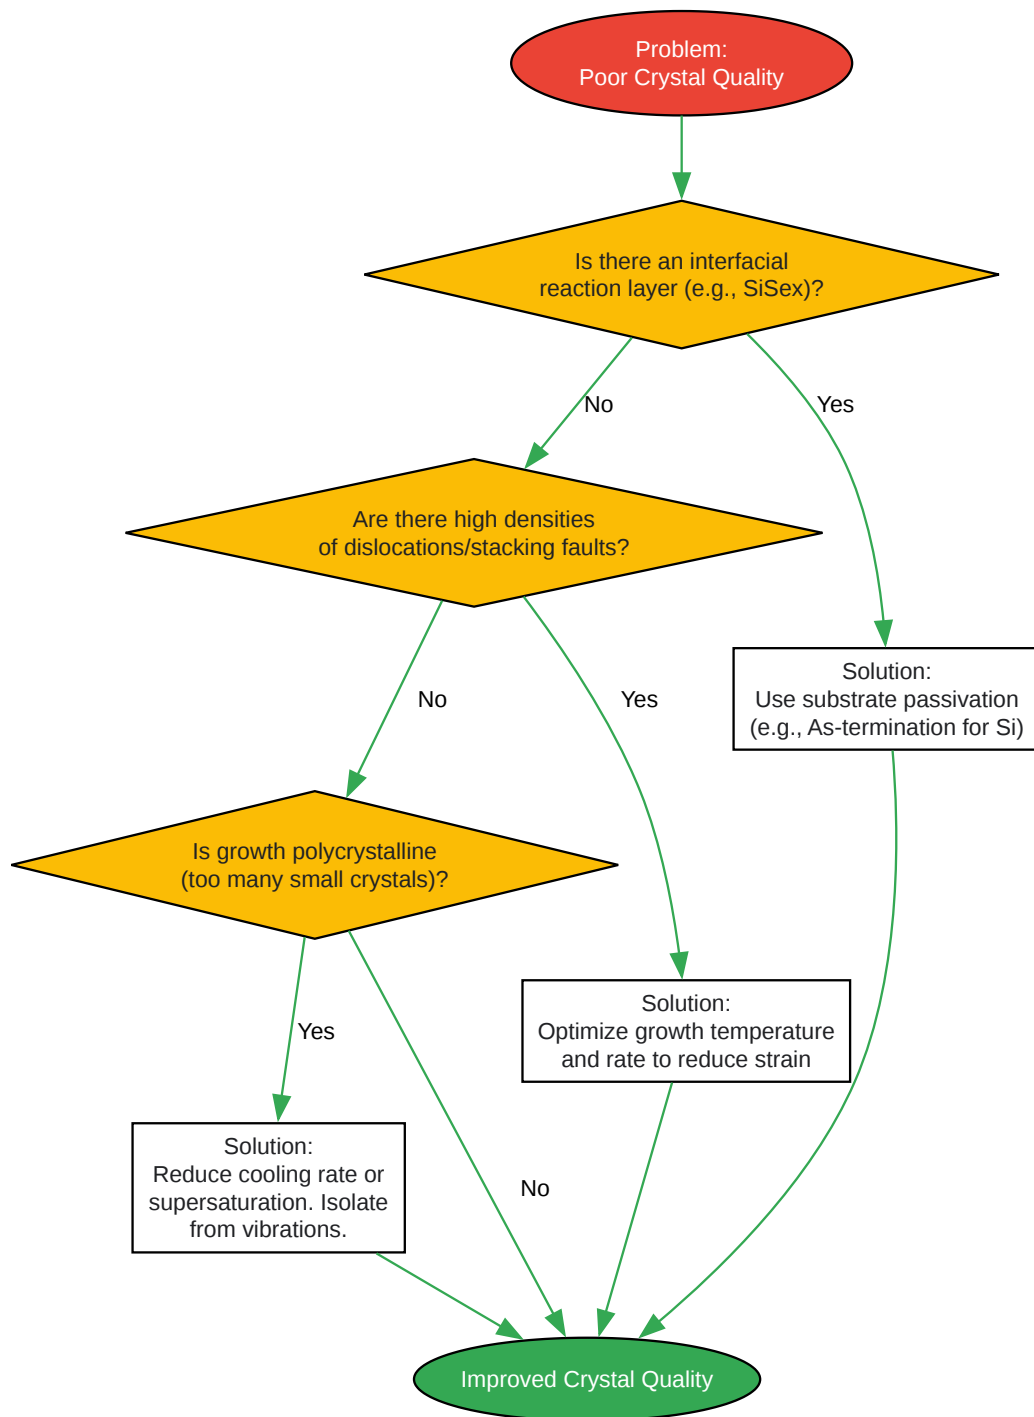 Problem:
Poor Crystal Quality
Is there an interfacial
reaction layer (e.g., SiSex)?
No
Yes
Are there high densities
of dislocations/stacking faults?
Solution:
Use substrate passivation
(e.g., As-termination for Si)
No
Yes
Is growth polycrystalline
(too many small crystals)?
Solution:
Optimize growth temperature
and rate to reduce strain
Yes
Solution:
Reduce cooling rate or
supersaturation. Isolate
from vibrations.
No
Improved Crystal Quality